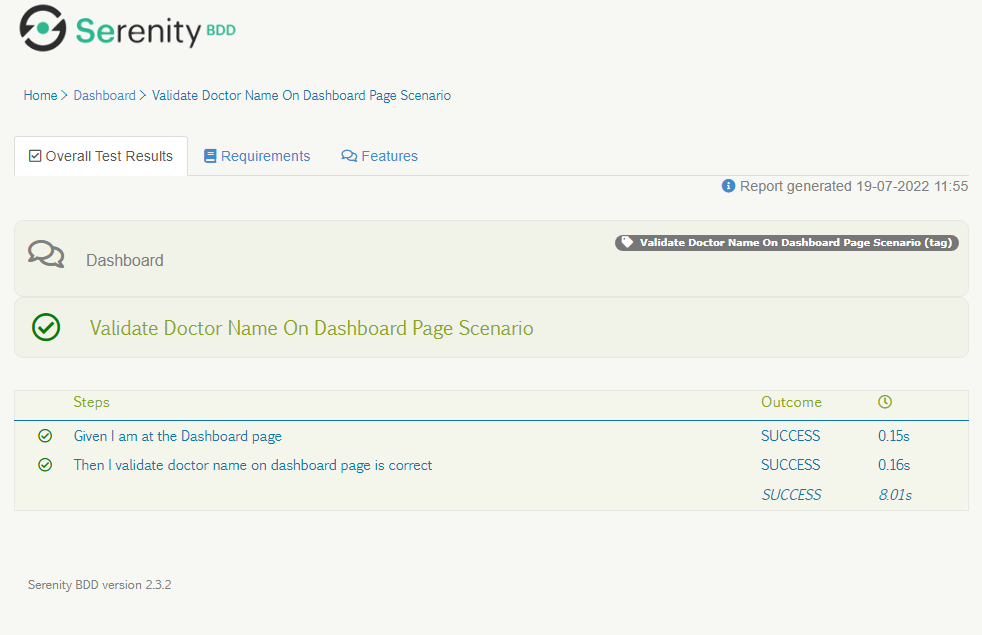 Serenity BDD
Home > Dashboard > Validate Doctor Name On Dashboard Page Scenario
Overall Test Results Requirements Features
Report generated 19-07-2022 11:55
Validate Doctor Name On Dashboard Page Scenario (tag)
Dashboard
Validate Doctor Name On Dashboard Page Scenario
Steps Outcome
Given I am at the Dashboard page SUCCESS 0.15s
Then I validate doctor name on dashboard page is correct SUCCESS 0.16s
SUCCESS 8.01s
Serenity BDD version 2.3.2